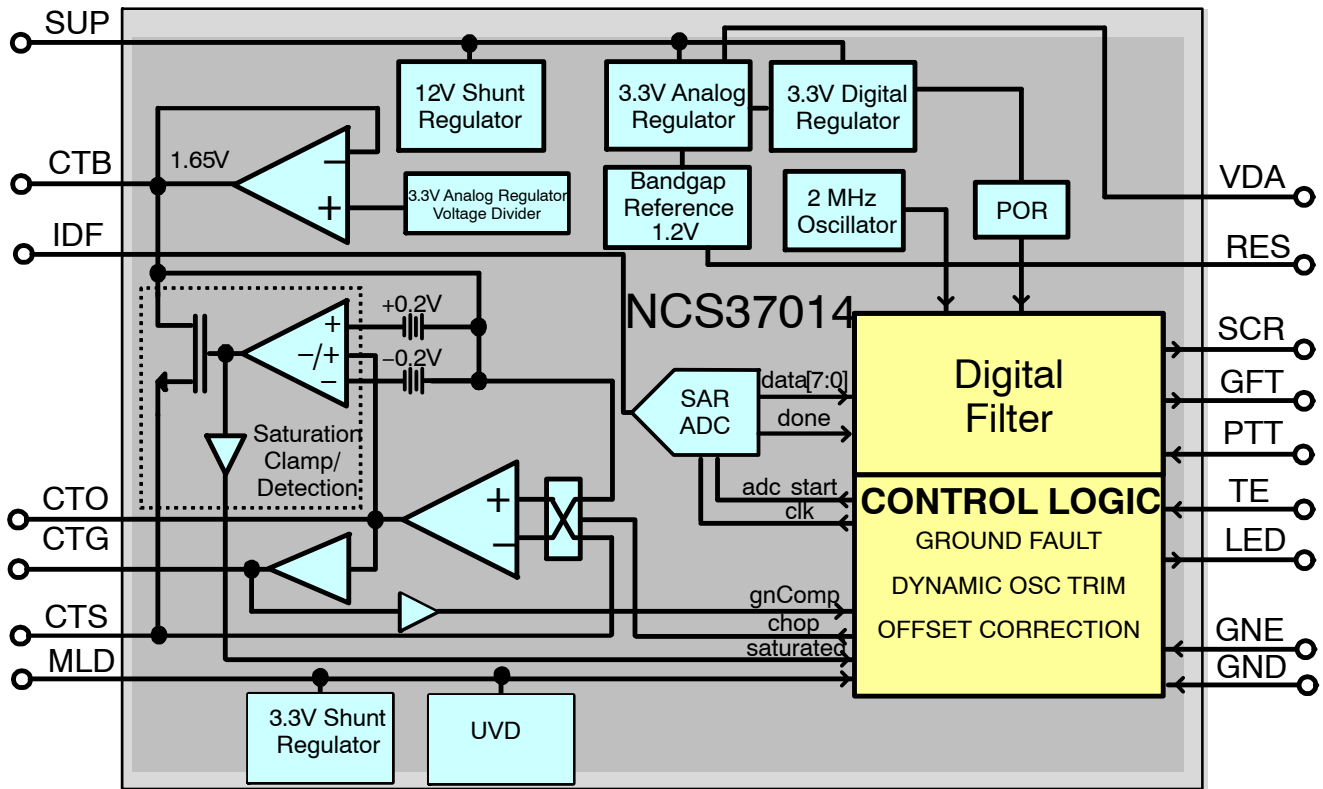 SUP
12V Shunt
Regulator
3.3V Analog
Regulator
3.3V Digital
Regulator
CTB
1.65V
−
+
3.3V Analog Regulator
Voltage Divider
Bandgap
Reference
1.2V
2 MHz
Oscillator
POR
VDA
IDF
RES
+0.2V
−0.2V
+
−/+
−
Saturation
Clamp/
Detection
NCS37014
SAR
ADC
data[7:0]
done
adc_start
clk
Digital
Filter
SCR
GFT
PTT
CTO
CTG
CTS
MLD
+
−
gnComp
chop
saturated
CONTROL LOGIC
GROUND FAULT
DYNAMIC OSC TRIM
OFFSET CORRECTION
TE
LED
GNE
GND
3.3V Shunt
Regulator
UVD